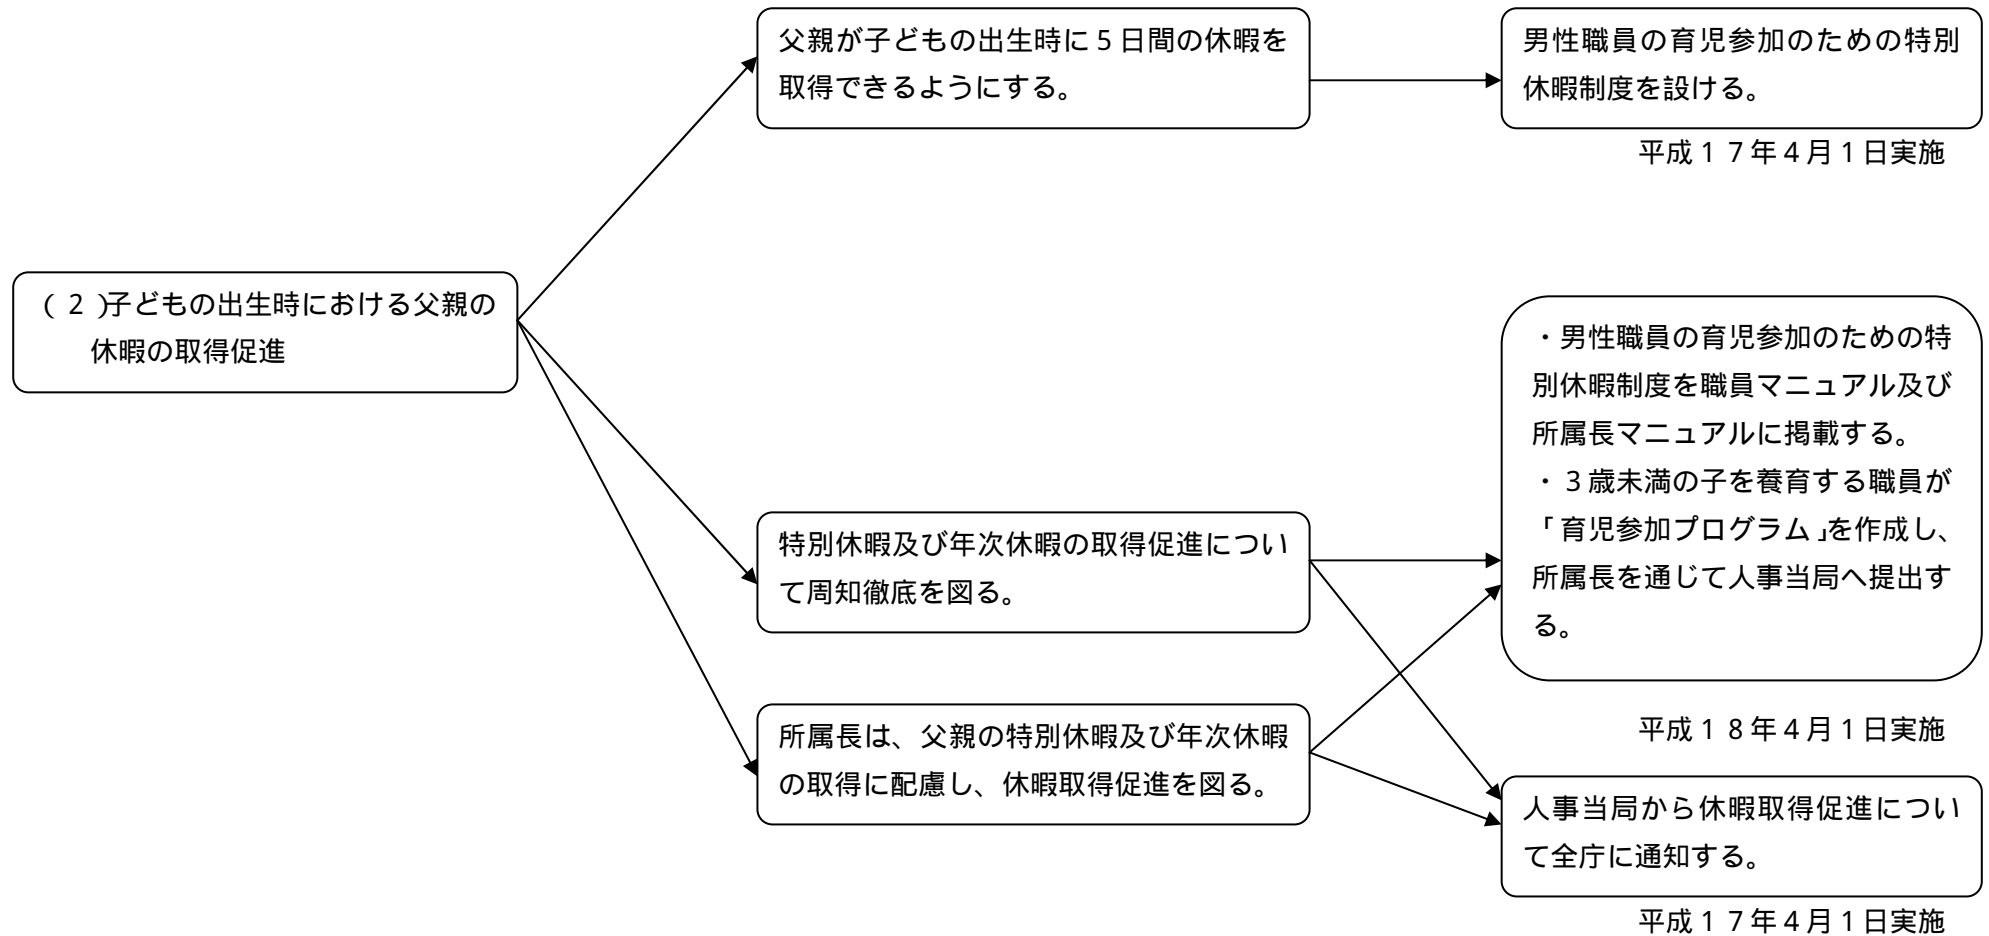 (２)子どもの出生時における父親の
休暇の取得促進
父親が子どもの出生時に５日間の休暇を
取得できるようにする。
男性職員の育児参加のための特別
休暇制度を設ける。
平成１７年４月１日実施
特別休暇及び年次休暇の取得促進につい
て周知徹底を図る。
所属長は、父親の特別休暇及び年次休暇
の取得に配慮し、休暇取得促進を図る。
・男性職員の育児参加のための特
別休暇制度を職員マニュアル及び
所属長マニュアルに掲載する。
・３歳未満の子を養育する職員が
「育児参加プログラム」を作成し、
所属長を通じて人事当局へ提出す
る。
平成１８年４月１日実施
人事当局から休暇取得促進につい
て全庁に通知する。
平成１７年４月１日実施